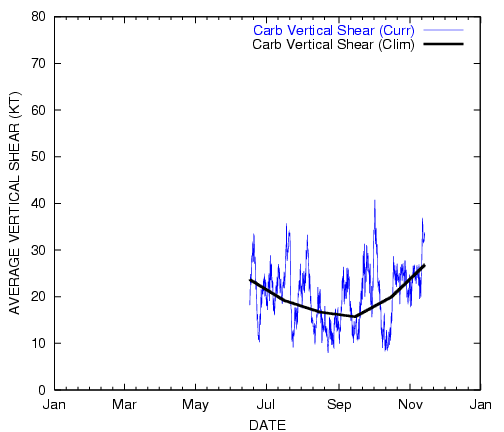 80
Carb Vertical Shear (Curr)
Carb Vertical Shear (Clim)
70
60
50
40
30
20
10
0
AVERAGE VERTICAL SHEAR (KT)
Jan Mar May Jul Sep Nov Jan
DATE